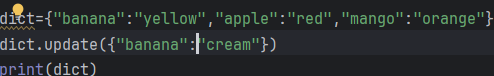 dict={"banana":"yellow","apple":"red","mango":"orange"}
dict.update({"banana":"cream"})
print(dict)